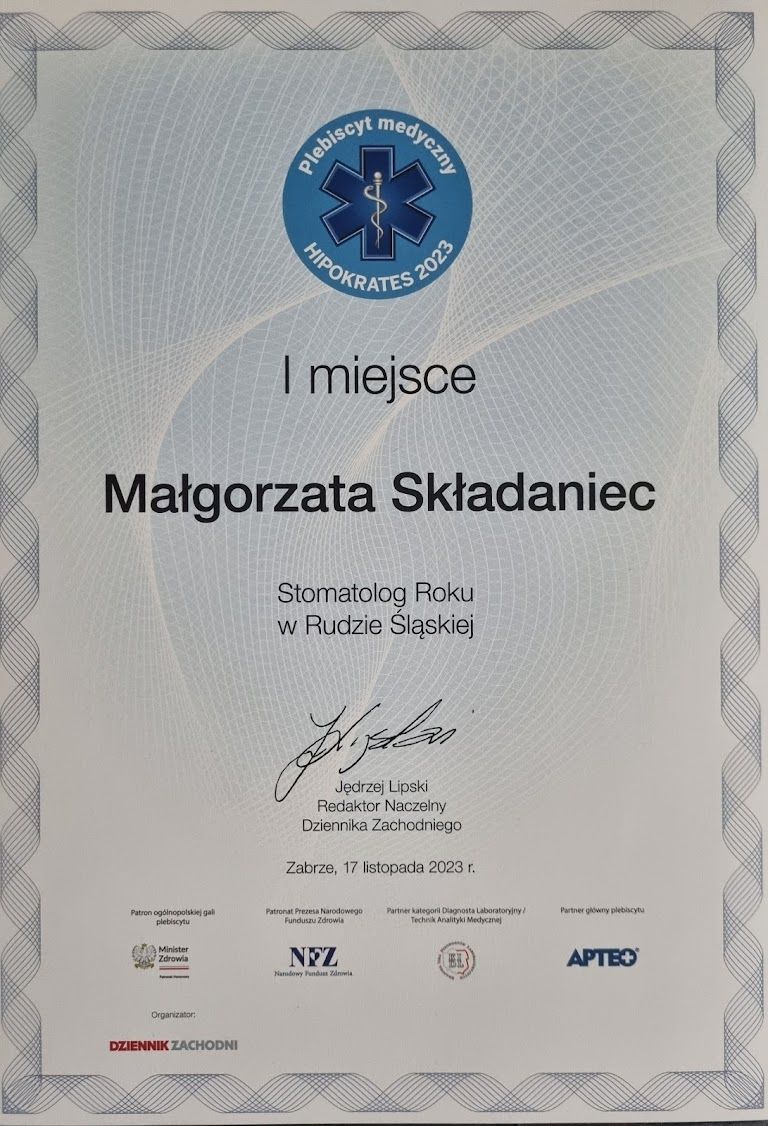 Plebiscyt medyczny
HIPOKRATES 2023
I miejsce
Małgorzata Składaniec
Stomatolog Roku
w Rudzie Śląskiej
Jędrzej Lipski
Redaktor Naczelny
Dziennika Zachodniego
Zabrze, 17 listopada 2023 r.
Patron ogólnopolskiej gali
plebiscytu
Minister
Zdrowia
Patronat Prezesa Narodowego
Funduszu Zdrowia
NFZ
Narodowy Fundusz Zdrowia
Partner kategorii Diagnosta Laboratoryjny /
Technik Analityki Medycznej
Partner główny plebiscytu
APTEO
Organizator:
DZIENNIK ZACHODNI